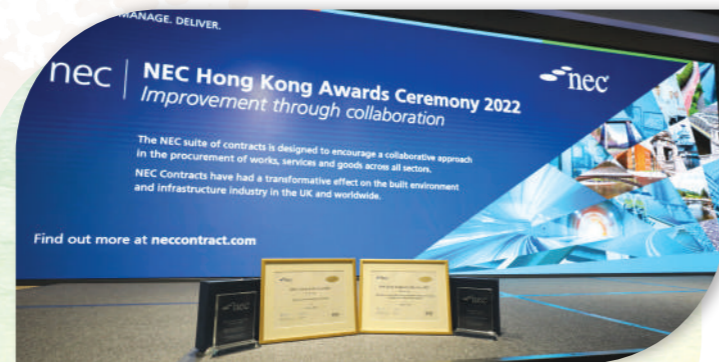 MANAGE. DELIVER.
nec
NEC Hong Kong Awards Ceremony 2022
Improvement through collaboration
nec
The NEC suite of contracts is designed to encourage a collaborative approach
in the procurement of works, services and goods across all sectors.
NEC Contracts have had a transformative effect on the built environment
and infrastructure industry in the UK and worldwide.
Find out more at neccontract.com
nec
nec